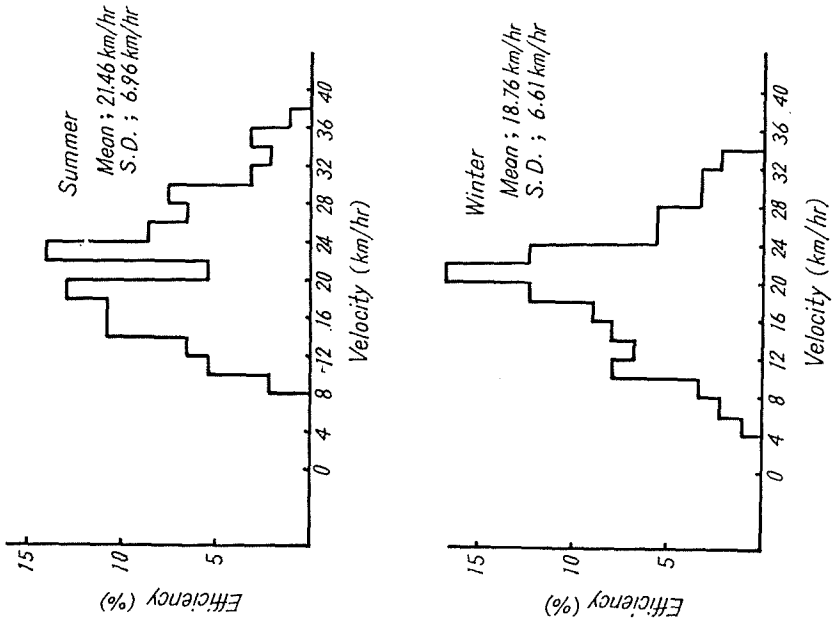 Summer
Mean ; 21.46 km/hr
S.D. ; 6.96 km/hr
Efficiency (%)
15
10
5
0 4 8 12 16 20 24 28 32 36 40
Velocity (km/hr)
Winter
Mean ; 18.76 km/hr
S.D. ; 6.61 km/hr
Efficiency (%)
15
10
5
0 4 8 12 16 20 24 28 32 36 40
Velocity (km/hr)